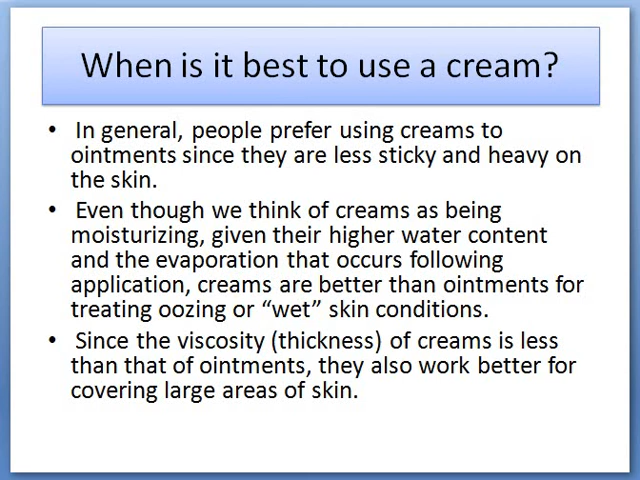 When is it best to use a cream?
• In general, people prefer using creams to
ointments since they are less sticky and heavy on
the skin.
• Even though we think of creams as being
moisturizing, given their higher water content
and the evaporation that occurs following
application, creams are better than ointments for
treating oozing or “wet” skin conditions.
• Since the viscosity (thickness) of creams is less
than that of ointments, they also work better for
covering large areas of skin.